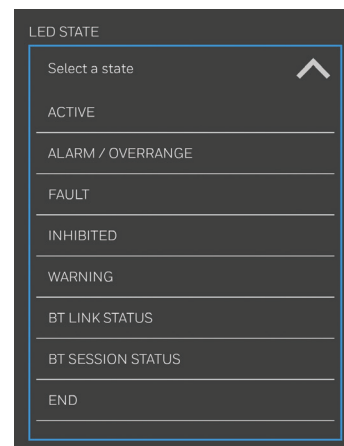 LED STATE
Select a state
ACTIVE
ALARM / OVERRANGE
FAULT
INHIBITED
WARNING
BT LINK STATUS
BT SESSION STATUS
END